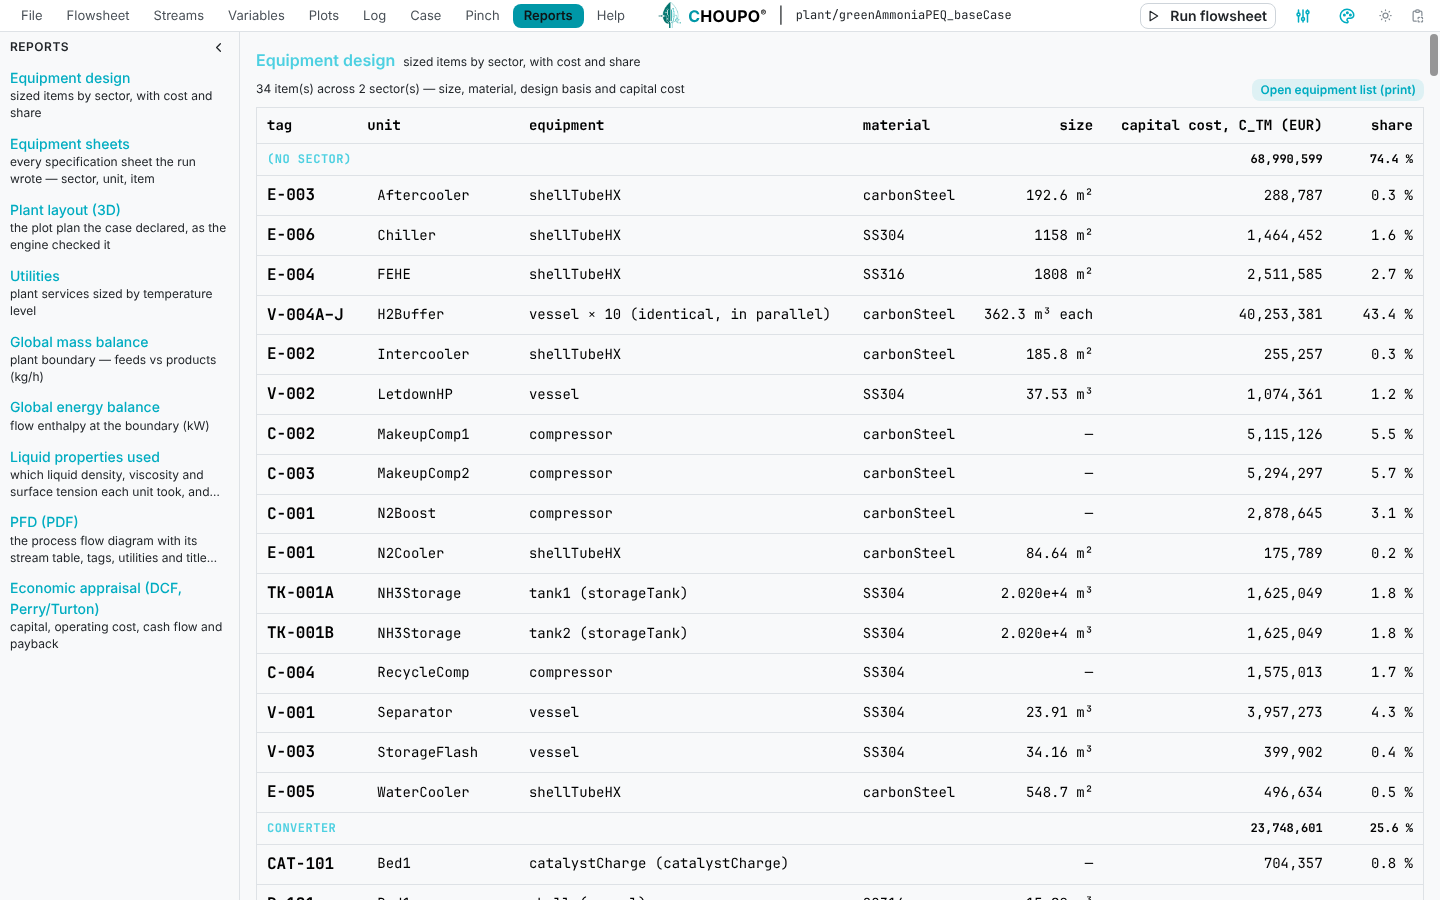 File Flowsheet Streams Variables Plots Log Case Pinch Reports Help CHOUPO® plant/greenAmmoniaPEQ_baseCase Run flowsheet
REPORTS
Equipment design
sized items by sector, with cost and
share
Equipment sheets
every specification sheet the run
wrote — sector, unit, item
Plant layout (3D)
the plot plan the case declared, as the
engine checked it
Utilities
plant services sized by temperature
level
Global mass balance
plant boundary — feeds vs products
(kg/h)
Global energy balance
flow enthalpy at the boundary (kW)
Liquid properties used
which liquid density, viscosity and
surface tension each unit took, and...
PFD (PDF)
the process flow diagram with its
stream table, tags, utilities and title...
Economic appraisal (DCF,
Perry/Turton)
capital, operating cost, cash flow and
payback
Equipment design sized items by sector, with cost and share
34 item(s) across 2 sector(s) — size, material, design basis and capital cost
Open equipment list (print)
tag unit equipment material size capital cost, C_TM (EUR) share
(NO SECTOR) 68,990,599 74.4 %
E-003 Aftercooler shellTubeHX carbonSteel 192.6 m² 288,787 0.3 %
E-006 Chiller shellTubeHX SS304 1158 m² 1,464,452 1.6 %
E-004 FEHE shellTubeHX SS316 1808 m² 2,511,585 2.7 %
V-004A–J H2Buffer vessel × 10 (identical, in parallel) carbonSteel 362.3 m³ each 40,253,381 43.4 %
E-002 Intercooler shellTubeHX carbonSteel 185.8 m² 255,257 0.3 %
V-002 LetdownHP vessel SS304 37.53 m³ 1,074,361 1.2 %
C-002 MakeupComp1 compressor carbonSteel — 5,115,126 5.5 %
C-003 MakeupComp2 compressor carbonSteel — 5,294,297 5.7 %
C-001 N2Boost compressor carbonSteel — 2,878,645 3.1 %
E-001 N2Cooler shellTubeHX carbonSteel 84.64 m² 175,789 0.2 %
TK-001A NH3Storage tank1 (storageTank) SS304 2.020e+4 m³ 1,625,049 1.8 %
TK-001B NH3Storage tank2 (storageTank) SS304 2.020e+4 m³ 1,625,049 1.8 %
C-004 RecycleComp compressor SS304 — 1,575,013 1.7 %
V-001 Separator vessel SS304 23.91 m³ 3,957,273 4.3 %
V-003 StorageFlash vessel SS304 34.16 m³ 399,902 0.4 %
E-005 WaterCooler shellTubeHX carbonSteel 548.7 m² 496,634 0.5 %
CONVERTER 23,748,601 25.6 %
CAT-101 Bed1 catalystCharge (catalystCharge) — 704,357 0.8 %